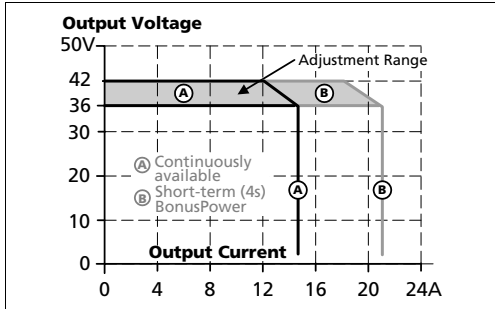 Output Voltage
50V
42
36
30
20
10
0
Adjustment Range
A
B
A Continuously
available
B Short-term (4s)
BonusPower
A
B
Output Current
0 4 8 12 16 20 24A